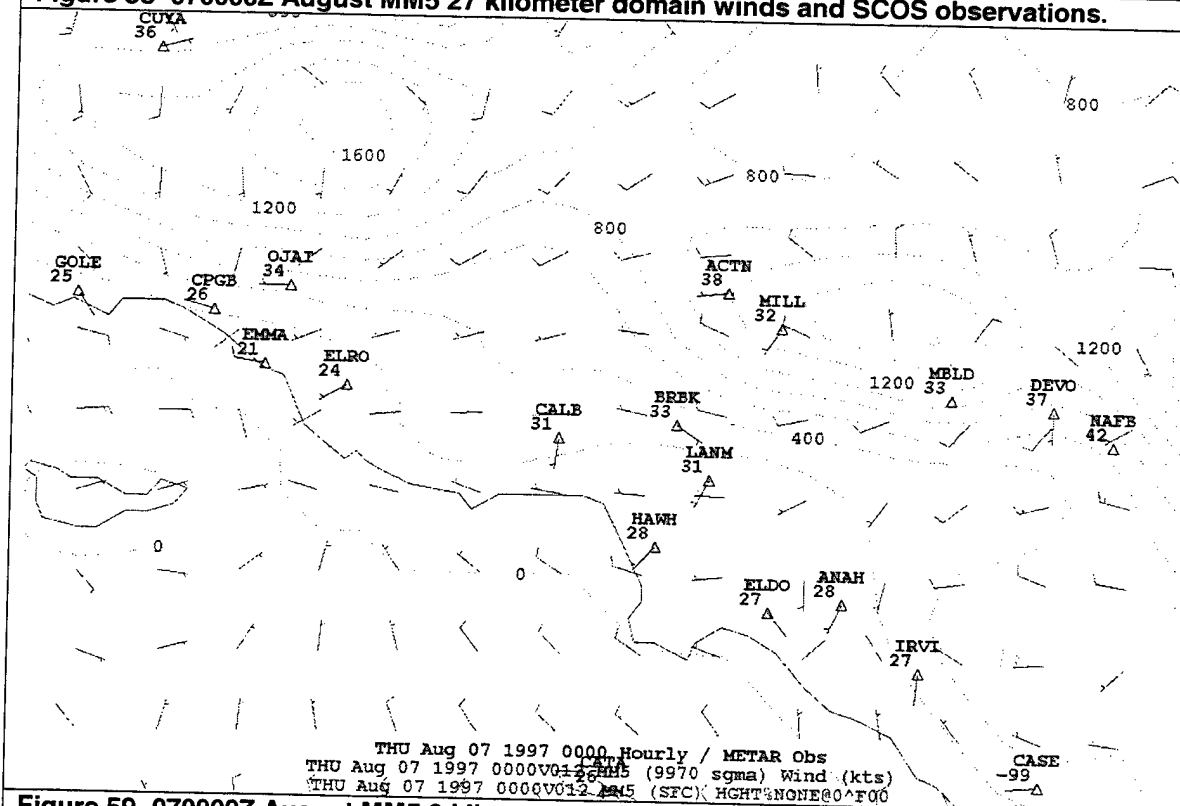 0700002 August MM5 27 kilometer domain winds and SCOS observations.
CUYA
36
800
1600
800
1200
800
GOLE
25
OJAI
34
CPGB
26
ACTN
38
MILL
32
EMMA
21
ELRO
24
1200
1200
MBLD
33
DEVO
37
BRBK
33
CALB
31
400
NAFB
42
LANM
31
HAWH
28
0
0
ELDO
27
ANAH
28
IRVI
27
THU Aug 07 1997 0000 Hourly / METAR Obs
CATA
26
THU Aug 07 1997 0000V012 MM5 (9970 sgma) Wind (kts)
THU Aug 07 1997 0000V012 MM5 (SFC) HGHT%NONE@0^F00
CASE
-99